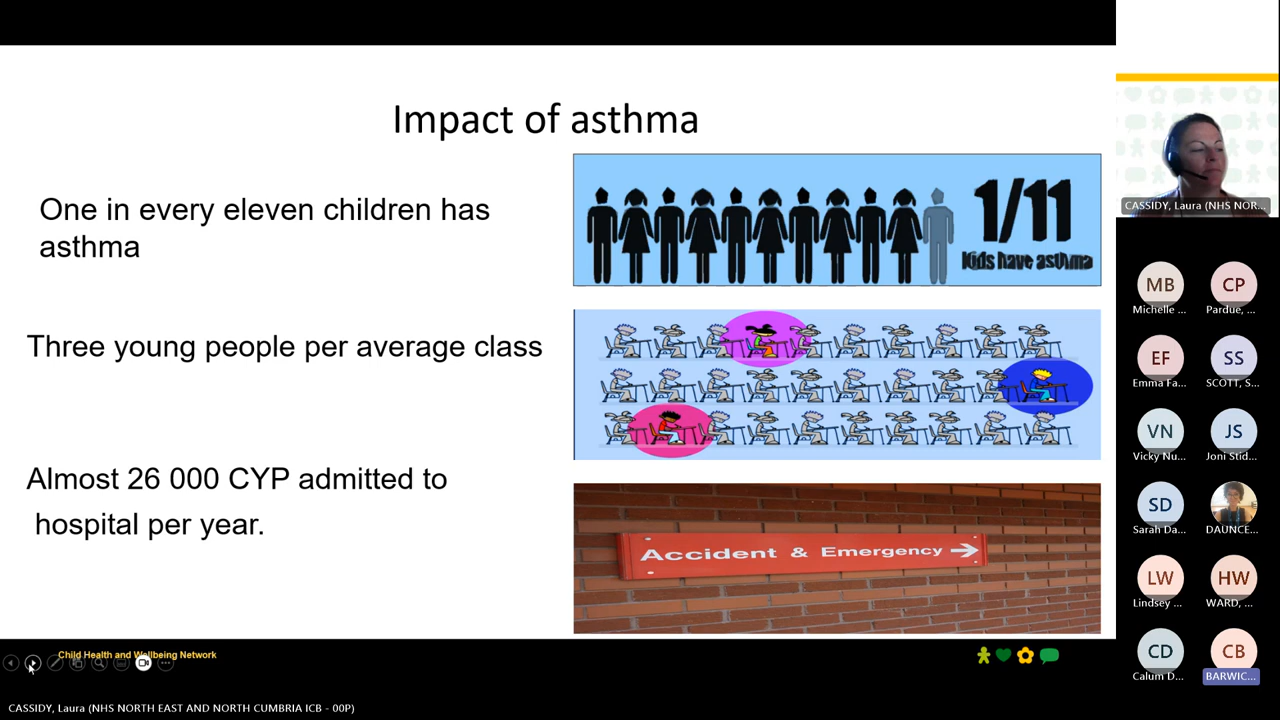 Impact of asthma
One in every eleven children has
asthma
1/11
kids have asthma
Three young people per average class
Almost 26 000 CYP admitted to
hospital per year.
Accident & Emergency
Child Health and Wellbeing Network
CASSIDY, Laura (NHS NORTH EAST AND NORTH CUMBRIA ICB - 00P)
CASSIDY, Laura (NHS NOR...
MB
CP
Michelle ...
Pardue, ...
EF
SS
Emma Fa...
SCOTT, S...
VN
JS
Vicky Nu...
Joni Stid...
SD
Sarah Da...
DAUNCE...
LW
HW
Lindsey ...
WARD, ...
CD
CB
Calum D...
BARWIC...